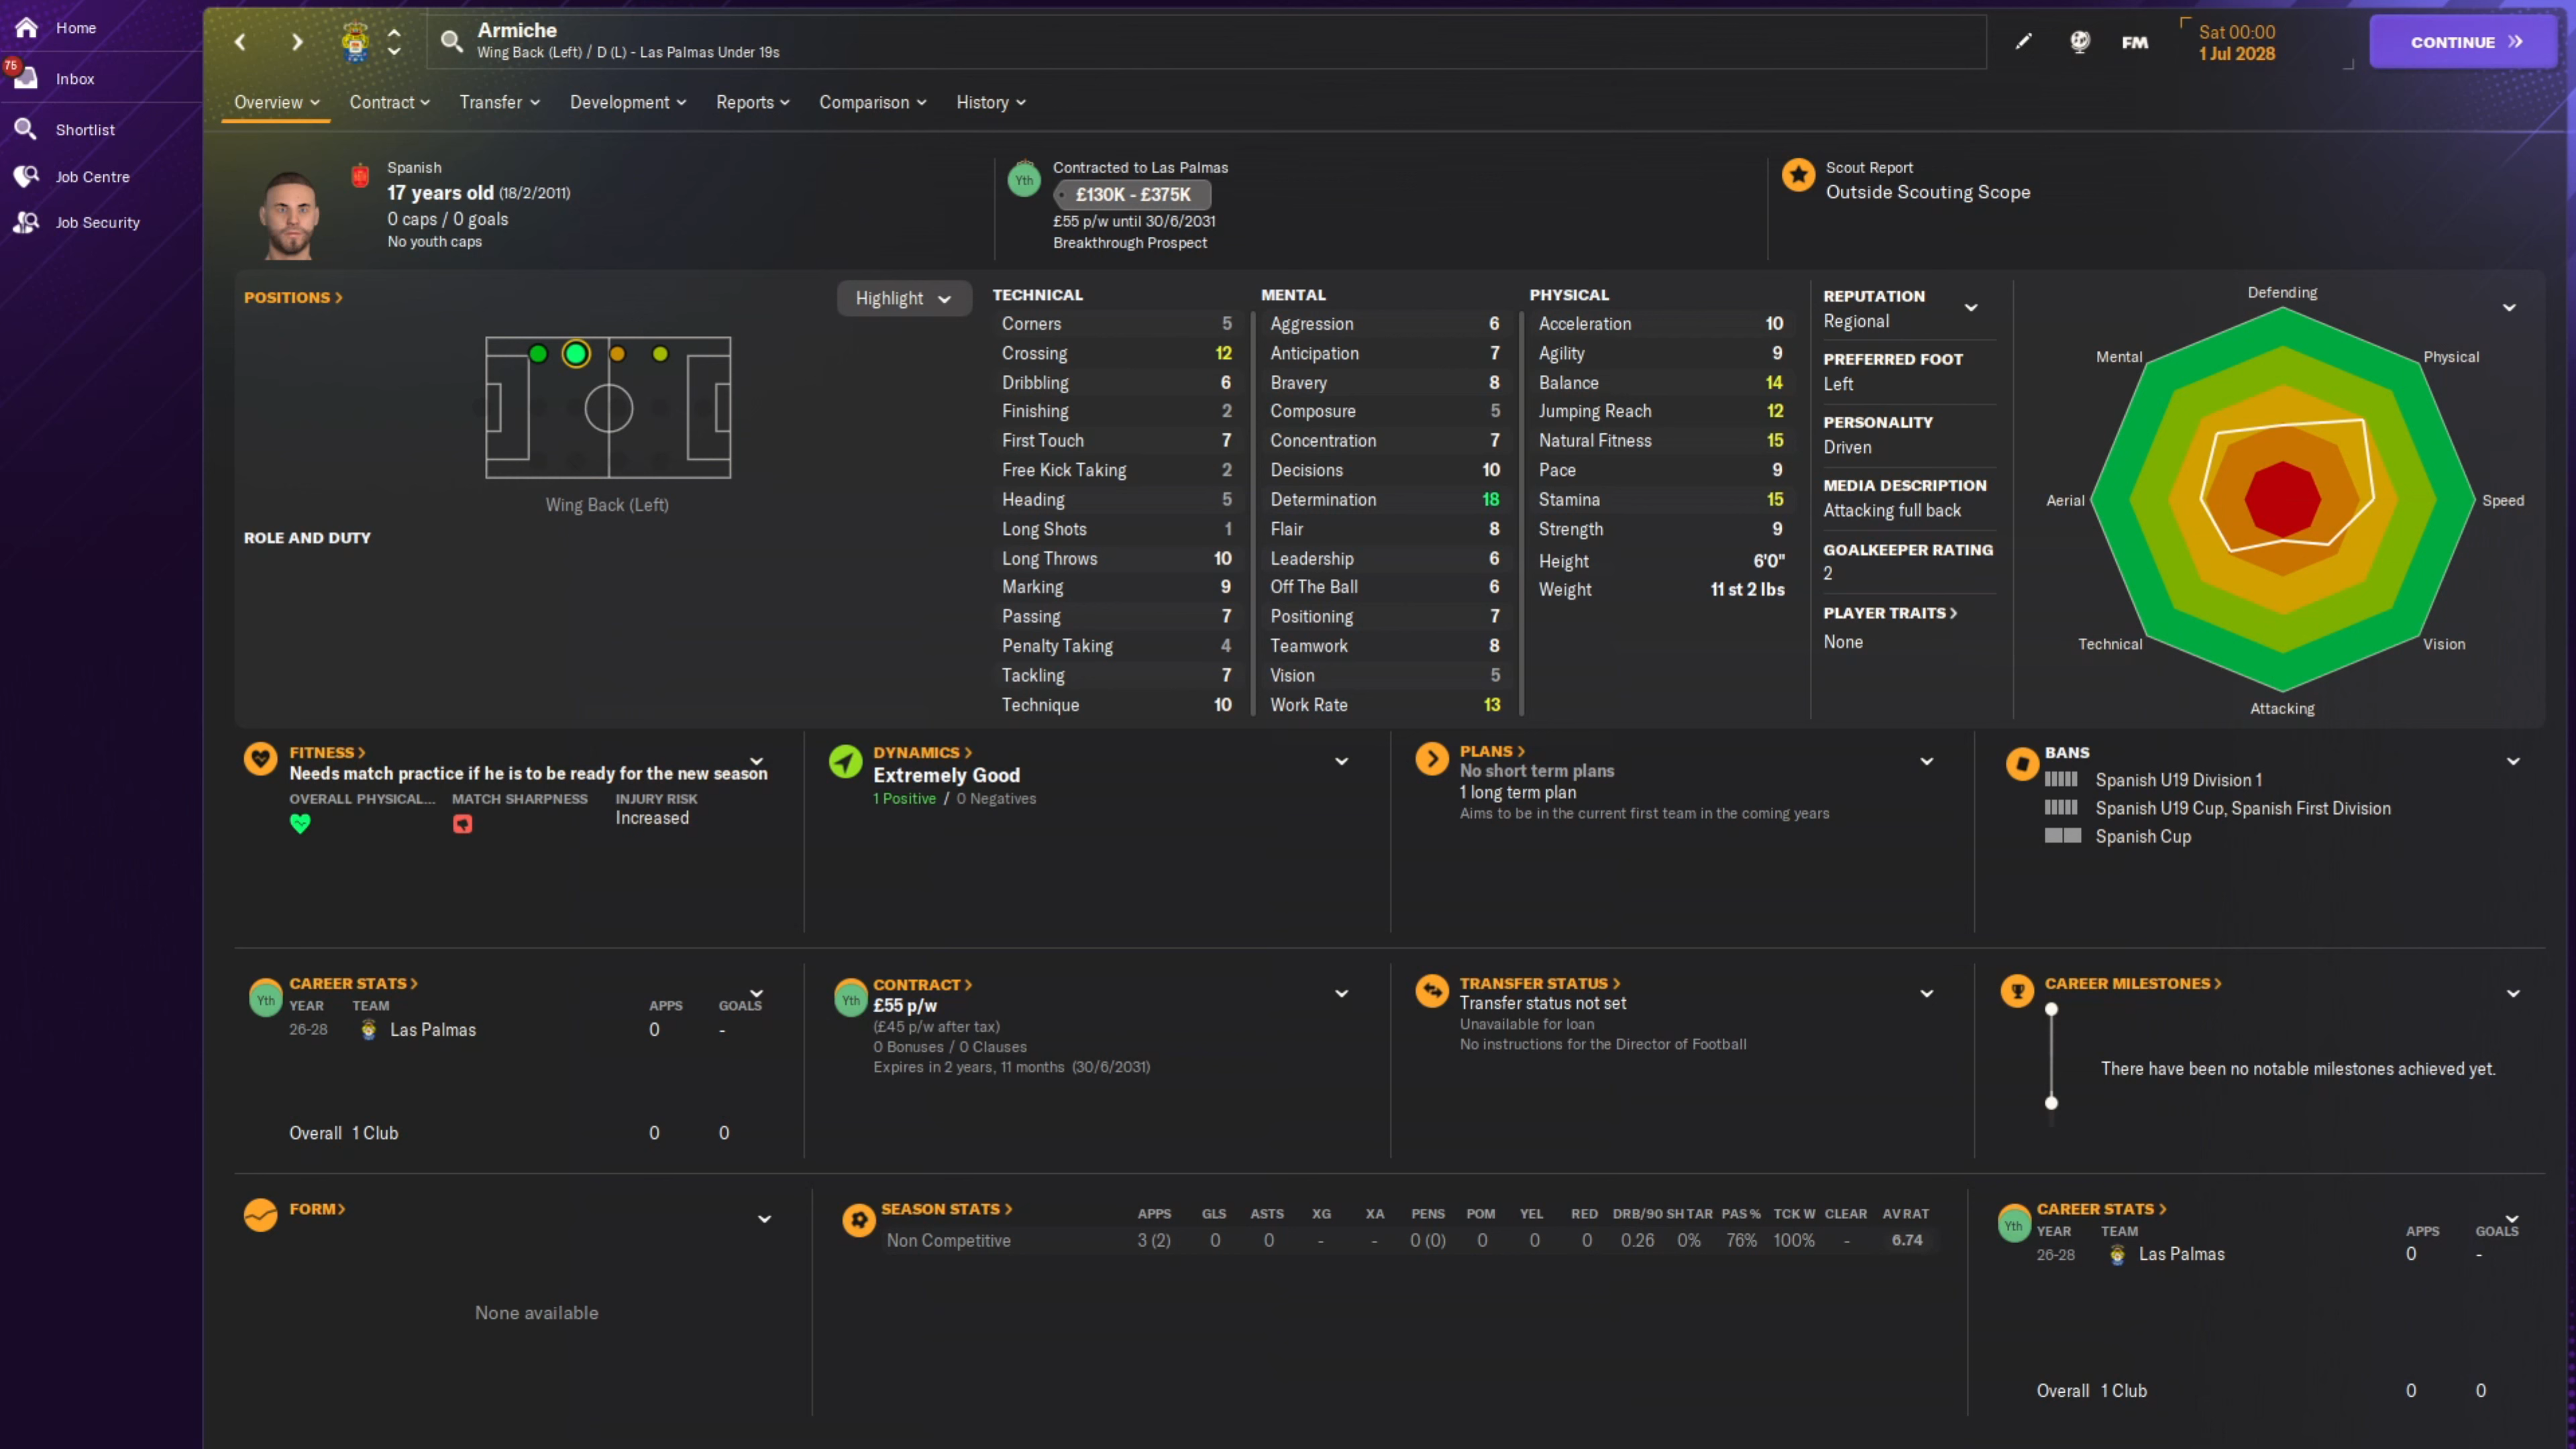 Home
75
Inbox
Shortlist
Job Centre
Job Security
Armiche
Wing Back (Left) / D (L) - Las Palmas Under 19s
FM
Sat 00:00
1 Jul 2028
CONTINUE
Overview
Contract
Transfer
Development
Reports
Comparison
History
Spanish
17 years old (18/2/2011)
0 caps / 0 goals
No youth caps
Yth
Contracted to Las Palmas
£130K - £375K
£55 p/w until 30/6/2031
Breakthrough Prospect
Scout Report
Outside Scouting Scope
POSITIONS
Highlight
Wing Back (Left)
ROLE AND DUTY
TECHNICAL
Corners 5
Crossing 12
Dribbling 6
Finishing 2
First Touch 7
Free Kick Taking 2
Heading 5
Long Shots 1
Long Throws 10
Marking 9
Passing 7
Penalty Taking 4
Tackling 7
Technique 10
MENTAL
Aggression 6
Anticipation 7
Bravery 8
Composure 5
Concentration 7
Decisions 10
Determination 18
Flair 8
Leadership 6
Off The Ball 6
Positioning 7
Teamwork 8
Vision 5
Work Rate 13
PHYSICAL
Acceleration 10
Agility 9
Balance 14
Jumping Reach 12
Natural Fitness 15
Pace 9
Stamina 15
Strength 9
Height 6'0"
Weight 11 st 2 lbs
REPUTATION
Regional
PREFERRED FOOT
Left
PERSONALITY
Driven
MEDIA DESCRIPTION
Attacking full back
GOALKEEPER RATING
2
PLAYER TRAITS
None
Defending
Mental
Physical
Aerial
Speed
Technical
Vision
Attacking
FITNESS
Needs match practice if he is to be ready for the new season
OVERALL PHYSICAL... MATCH SHARPNESS INJURY RISK
Increased
DYNAMICS
Extremely Good
1 Positive / 0 Negatives
PLANS
No short term plans
1 long term plan
Aims to be in the current first team in the coming years
BANS
Spanish U19 Division 1
Spanish U19 Cup, Spanish First Division
Spanish Cup
Yth
CAREER STATS
YEAR TEAM APPS GOALS
26-28 Las Palmas 0 -
Overall 1 Club 0 0
Yth
CONTRACT
£55 p/w
(£45 p/w after tax)
0 Bonuses / 0 Clauses
Expires in 2 years, 11 months (30/6/2031)
TRANSFER STATUS
Transfer status not set
Unavailable for loan
No instructions for the Director of Football
CAREER MILESTONES
There have been no notable milestones achieved yet.
FORM
None available
SEASON STATS APPS GLS ASTS XG XA PENS POM YEL RED DRB/90 SH TAR PAS % TCK W CLEAR AV RAT
Non Competitive 3 (2) 0 0 - - 0 (0) 0 0 0 0.26 0% 76% 100% - 6.74
Yth
CAREER STATS
YEAR TEAM APPS GOALS
26-28 Las Palmas 0 -
Overall 1 Club 0 0